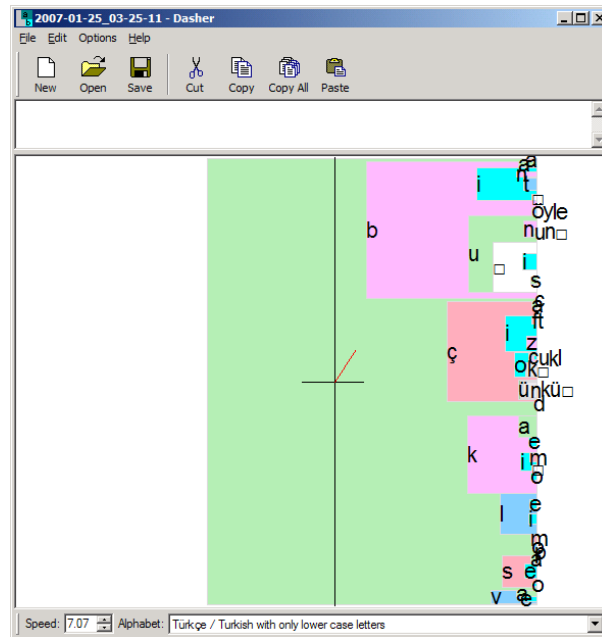 2007-01-25_03-25-11 - Dasher
File Edit Options Help
New Open Save Cut Copy Copy All Paste
a
i t
öyle
b n un□
u
□ i
s
ft
i
z
ç çukl
o k□
ünkü□
d
a
e
k i m
o
e
l i
m
s e
o
v a e
Speed: 7.07 Alphabet: Türkçe / Turkish with only lower case letters